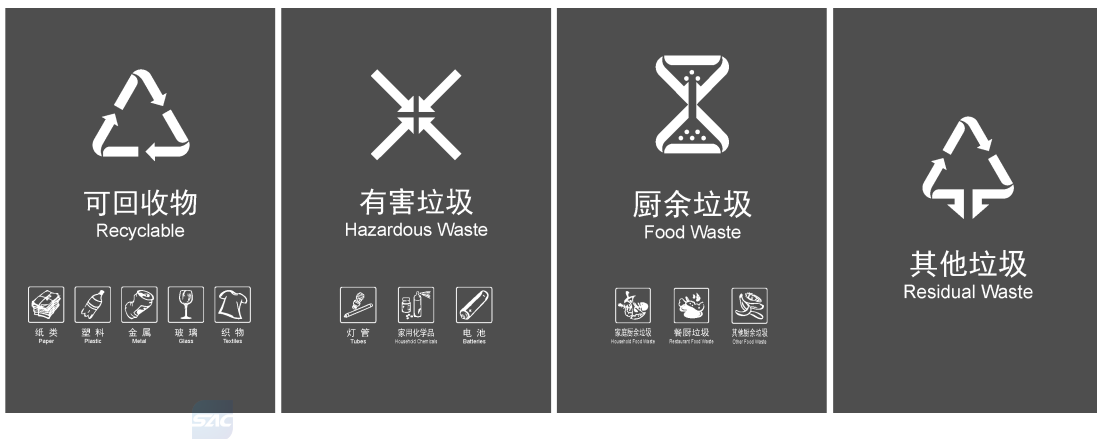 可回收物
Recyclable
纸类
Paper
塑料
Plastic
金属
Metal
玻璃
Glass
织物
Textiles
有害垃圾
Hazardous Waste
灯管
Tubes
家用化学品
Household Chemicals
电池
Batteries
厨余垃圾
Food Waste
家庭厨余垃圾
Household Food Waste
餐厨垃圾
Restaurant Food Waste
其他厨余垃圾
Other Food Waste
其他垃圾
Residual Waste
SAC